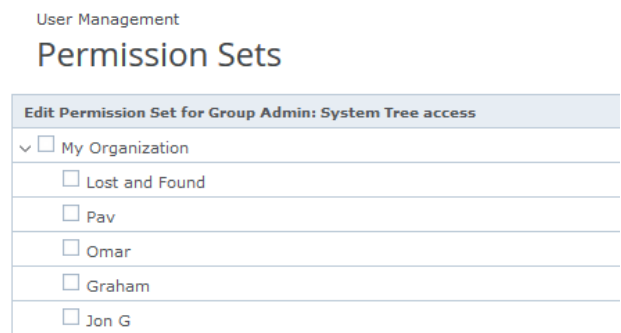 User Management
Permission Sets
Edit Permission Set for Group Admin: System Tree access
My Organization
Lost and Found
Pav
Omar
Graham
Jon G